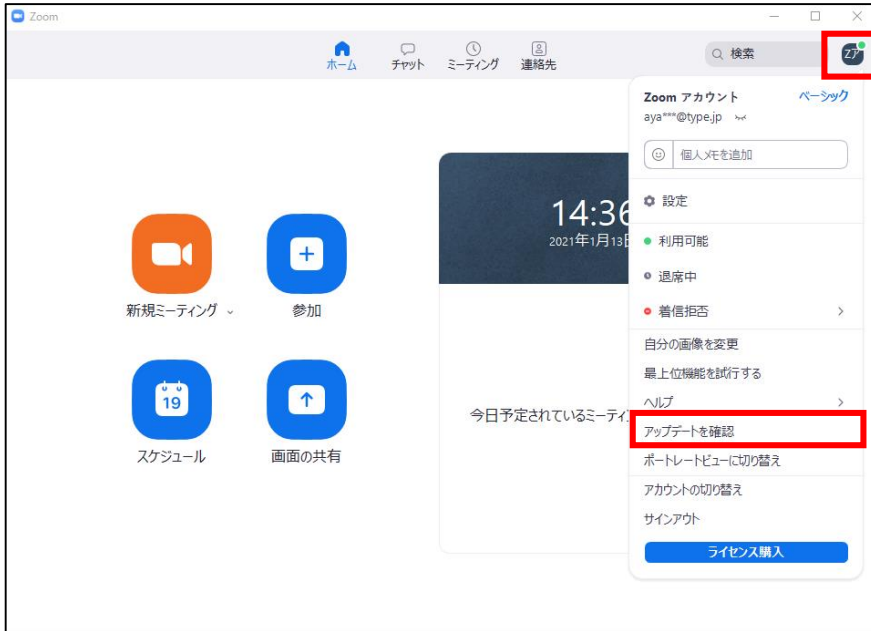 Zoom
ホーム
チャット
ミーティング
連絡先
検索
Zア
Zoom アカウント
ベーシック
aya***@type.jp
個人メモを追加
設定
利用可能
退席中
着信拒否
自分の画像を変更
最上位機能を試行する
ヘルプ
アップデートを確認
ポートレートビューに切り替え
アカウントの切り替え
サインアウト
ライセンス購入
14:36
2021年1月13日
新規ミーティング
参加
19
スケジュール
画面の共有
今日予定されているミーティ